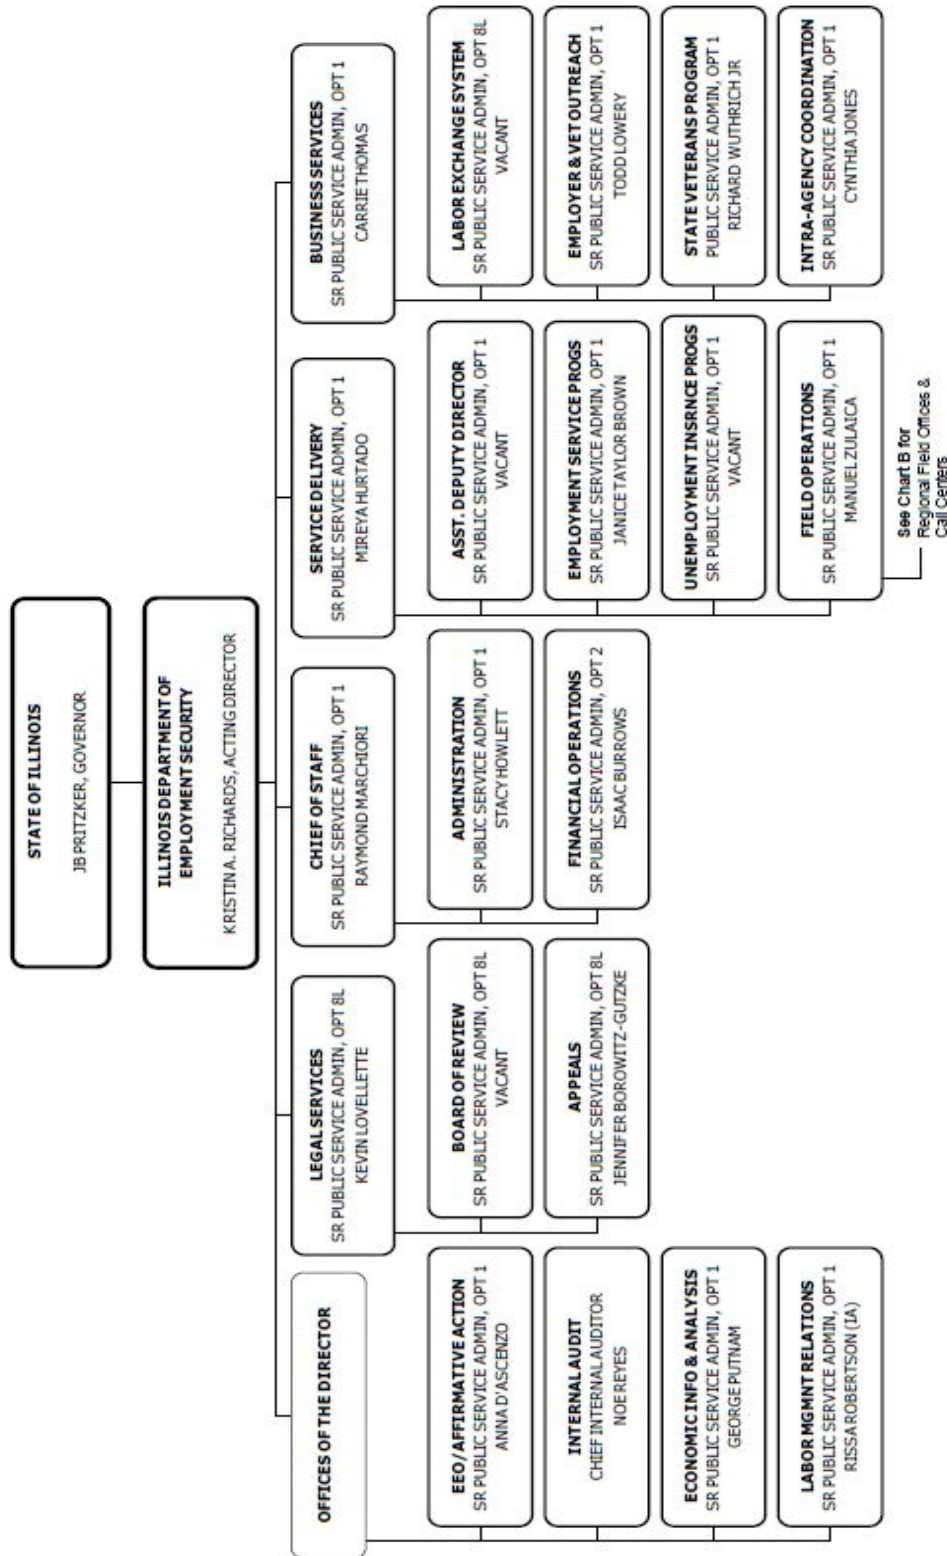 STATE OF ILLINOIS
JB PRITZKER, GOVERNOR
ILLINOIS DEPARTMENT OF
EMPLOYMENT SECURITY
KRISTIN A. RICHARDS, ACTING DIRECTOR
OFFICES OF THE DIRECTOR
EEO/AFFIRMATIVE ACTION
SR PUBLIC SERVICE ADMIN, OPT 1
ANNA D'ASCENZO
INTERNAL AUDIT
CHIEF INTERNAL AUDITOR
NOE REYES
ECONOMIC INFO & ANALYSIS
SR PUBLIC SERVICE ADMIN, OPT 1
GEORGE PUTNAM
LABOR MGMNT RELATIONS
SR PUBLIC SERVICE ADMIN, OPT 1
RISSA ROBERTSON (IA)
LEGAL SERVICES
SR PUBLIC SERVICE ADMIN, OPT 8L
KEVIN LOVELLETTE
BOARD OF REVIEW
SR PUBLIC SERVICE ADMIN, OPT 8L
VACANT
APPEALS
SR PUBLIC SERVICE ADMIN, OPT 8L
JENNIFER BOROWITZ-GUTZKE
CHIEF OF STAFF
SR PUBLIC SERVICE ADMIN, OPT 1
RAYMOND MARCHIORI
ADMINISTRATION
SR PUBLIC SERVICE ADMIN, OPT 1
STACY HOWLETT
FINANCIAL OPERATIONS
SR PUBLIC SERVICE ADMIN, OPT 2
ISAAC BURROWS
SERVICE DELIVERY
SR PUBLIC SERVICE ADMIN, OPT 1
MIREYA HURTADO
ASST. DEPUTY DIRECTOR
SR PUBLIC SERVICE ADMIN, OPT 1
VACANT
EMPLOYMENT SERVICE PROGS
SR PUBLIC SERVICE ADMIN, OPT 1
JANICE TAYLOR BROWN
UNEMPLOYMENT INSRNCE PROGS
SR PUBLIC SERVICE ADMIN, OPT 1
VACANT
FIELD OPERATIONS
SR PUBLIC SERVICE ADMIN, OPT 1
MANUEL ZULAICA
See Chart B for
Regional Field Offices &
Call Centers
BUSINESS SERVICES
SR PUBLIC SERVICE ADMIN, OPT 1
CARRIE THOMAS
LABOR EXCHANGE SYSTEM
SR PUBLIC SERVICE ADMIN, OPT 8L
VACANT
EMPLOYER & VET OUTREACH
SR PUBLIC SERVICE ADMIN, OPT 1
TODD LOWERY
STATE VETERANS PROGRAM
PUBLIC SERVICE ADMIN, OPT 1
RICHARD WUTHRICH JR
INTRA-AGENCY COORDINATION
SR PUBLIC SERVICE ADMIN, OPT 1
CYNTHIA JONES